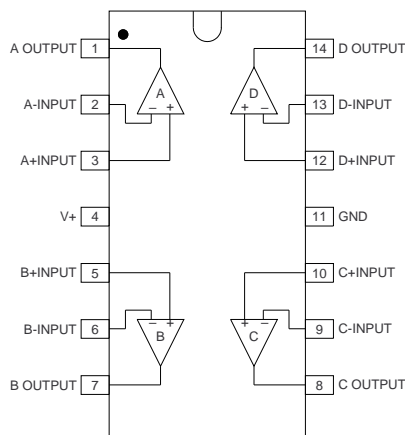 A OUTPUT 1 14 D OUTPUT
A D
A-INPUT 2 − + + − 13 D-INPUT
A+INPUT 3 12 D+INPUT
V+ 4 11 GND
B+INPUT 5 10 C+INPUT
B-INPUT 6 − + + − 9 C-INPUT
B C
B OUTPUT 7 8 C OUTPUT